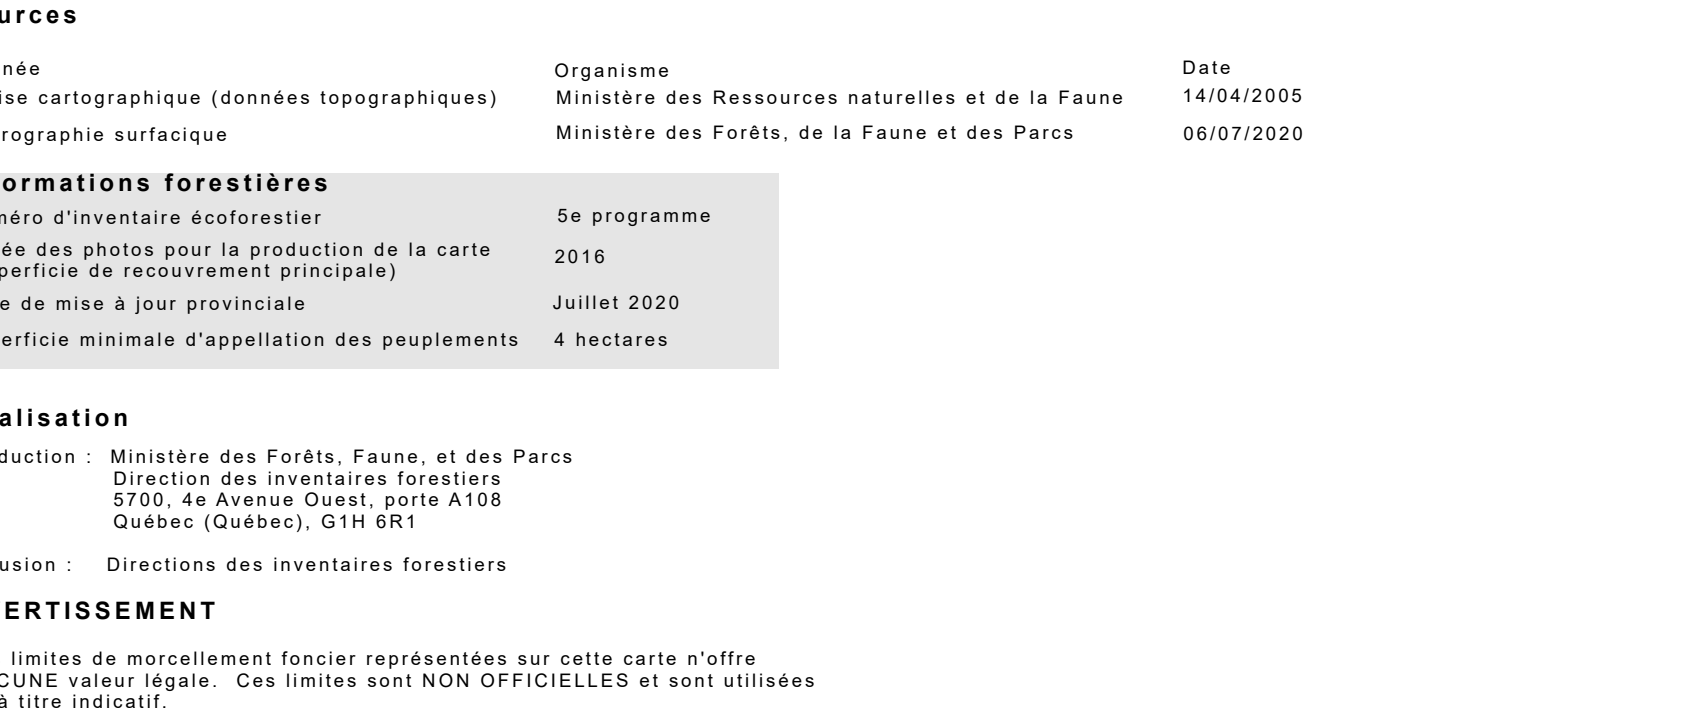 urces
née Organisme Date
ise cartographique (données topographiques) Ministère des Ressources naturelles et de la Faune 14/04/2005
rographie surfacique Ministère des Forêts, de la Faune et des Parcs 06/07/2020
ormations forestières
méro d'inventaire écoforestier 5e programme
ée des photos pour la production de la carte
perficie de recouvrement principale) 2016
e de mise à jour provinciale Juillet 2020
erficie minimale d'appellation des peuplements 4 hectares
alisation
duction : Ministère des Forêts, Faune, et des Parcs
Direction des inventaires forestiers
5700, 4e Avenue Ouest, porte A108
Québec (Québec), G1H 6R1
usion : Directions des inventaires forestiers
ERTISSEMENT
limites de morcellement foncier représentées sur cette carte n'offre
CUNE valeur légale. Ces limites sont NON OFFICIELLES et sont utilisées
à titre indicatif.